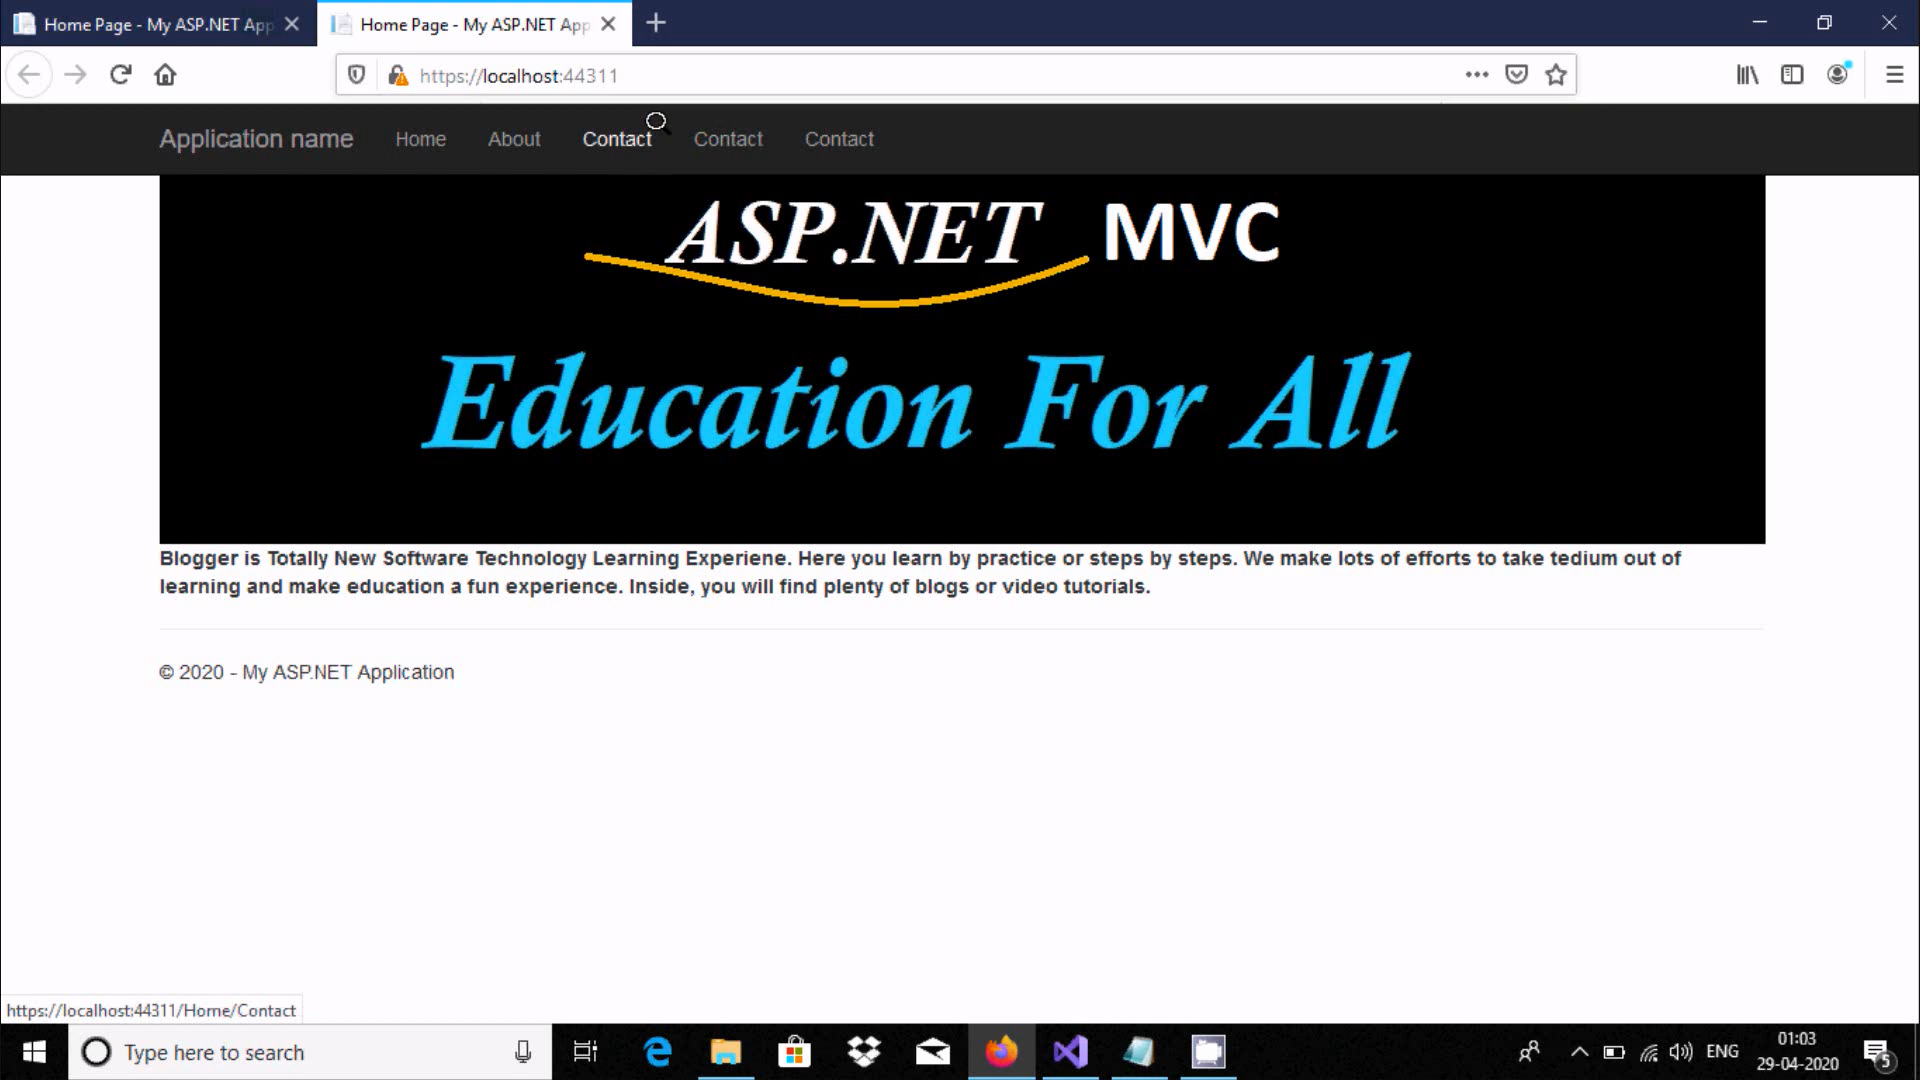 Home Page - My ASP.NET App
Home Page - My ASP.NET App
https://localhost:44311
Application name Home About Contact Contact Contact
ASP.NET MVC
Education For All
Blogger is Totally New Software Technology Learning Experiene. Here you learn by practice or steps by steps. We make lots of efforts to take tedium out of
learning and make education a fun experience. Inside, you will find plenty of blogs or video tutorials.
© 2020 - My ASP.NET Application
https://localhost:44311/Home/Contact
Type here to search
ENG
01:03
29-04-2020
5